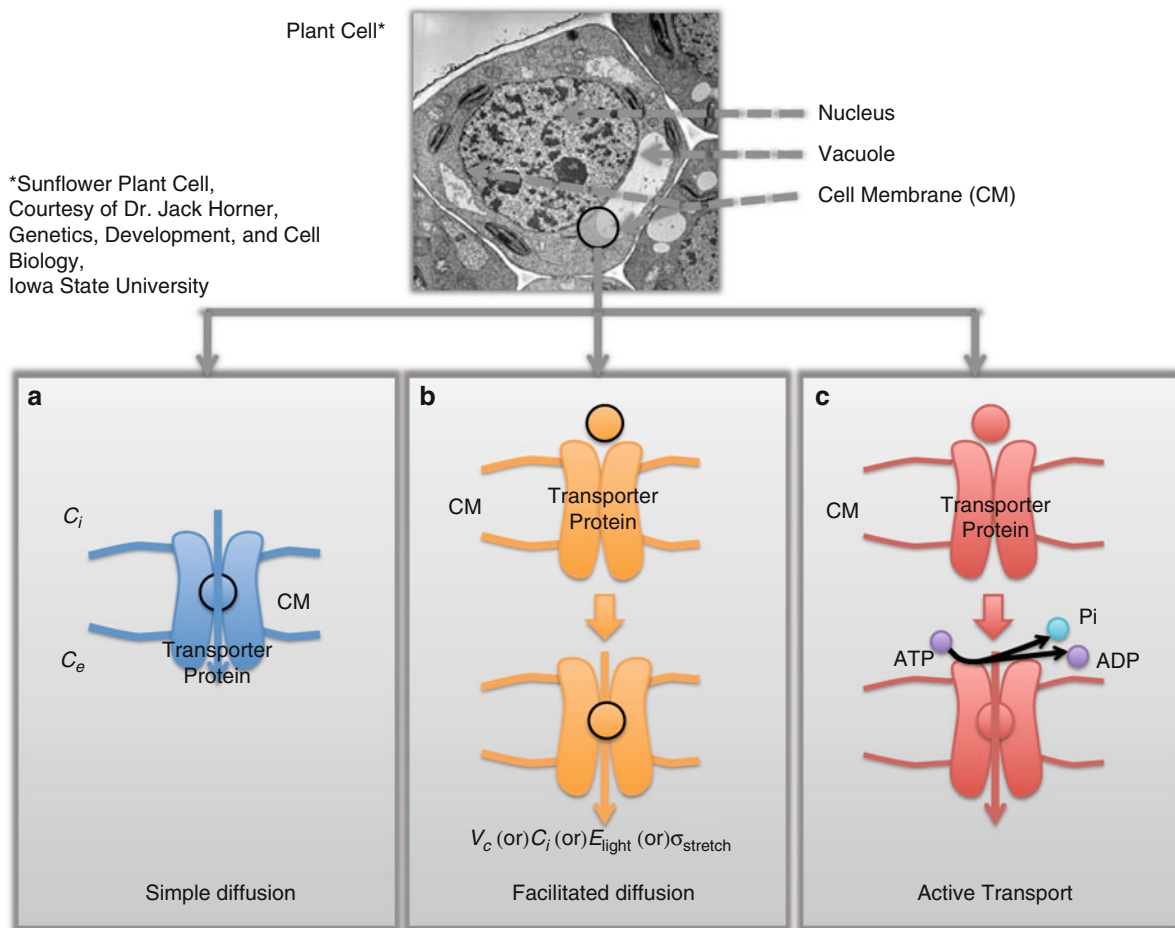 Plant Cell*
Nucleus
Vacuole
Cell Membrane (CM)
*Sunflower Plant Cell,
Courtesy of Dr. Jack Horner,
Genetics, Development, and Cell
Biology,
Iowa State University
a
C_i
CM
C_e
Transporter
Protein
Simple diffusion
b
CM
Transporter
Protein
V_c (or) C_i (or) E_light (or) σ_stretch
Facilitated diffusion
c
CM
Transporter
Protein
Pi
ATP
ADP
Active Transport